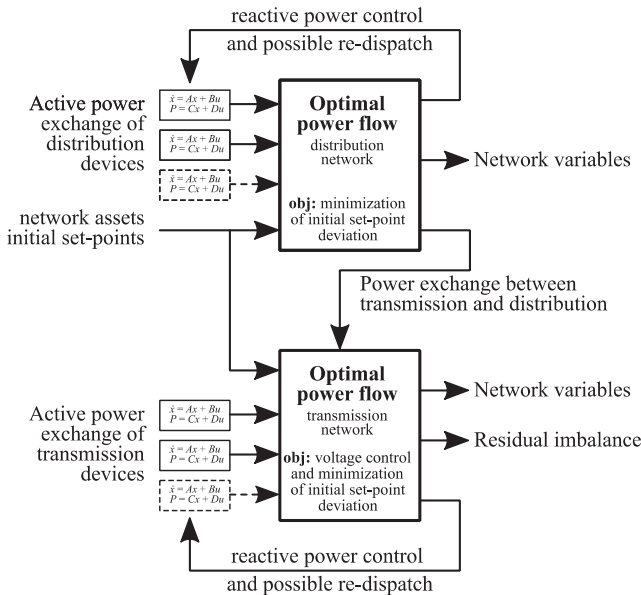 reactive power control
and possible re-dispatch
Active power
exchange of
distribution
devices
ẋ = Ax + Bu
P = Cx + Du
ẋ = Ax + Bu
P = Cx + Du
ẋ = Ax + Bu
P = Cx + Du
network assets
initial set-points
Optimal
power flow
distribution
network
obj: minimization
of initial set-point
deviation
Network variables
Power exchange between
transmission and distribution
Optimal
power flow
transmission
network
obj: voltage control
and minimization
of initial set-point
deviation
Active power
exchange of
transmission
devices
ẋ = Ax + Bu
P = Cx + Du
ẋ = Ax + Bu
P = Cx + Du
ẋ = Ax + Bu
P = Cx + Du
Network variables
Residual imbalance
reactive power control
and possible re-dispatch